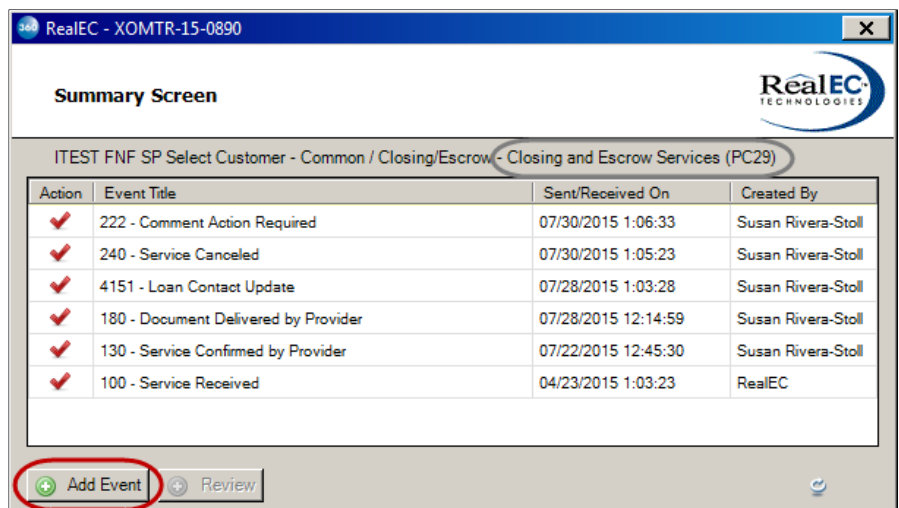 360 RealEC - XOMTR-15-0890
Summary Screen
RealEC
TECHNOLOGIES
ITEST FNF SP Select Customer - Common / Closing/Escrow - Closing and Escrow Services (PC29)
Action Event Title Sent/Received On Created By
222 - Comment Action Required 07/30/2015 1:06:33 Susan Rivera-Stoll
240 - Service Canceled 07/30/2015 1:05:23 Susan Rivera-Stoll
4151 - Loan Contact Update 07/28/2015 1:03:28 Susan Rivera-Stoll
180 - Document Delivered by Provider 07/28/2015 12:14:59 Susan Rivera-Stoll
130 - Service Confirmed by Provider 07/22/2015 12:45:30 Susan Rivera-Stoll
100 - Service Received 04/23/2015 1:03:23 RealEC
Add Event Review